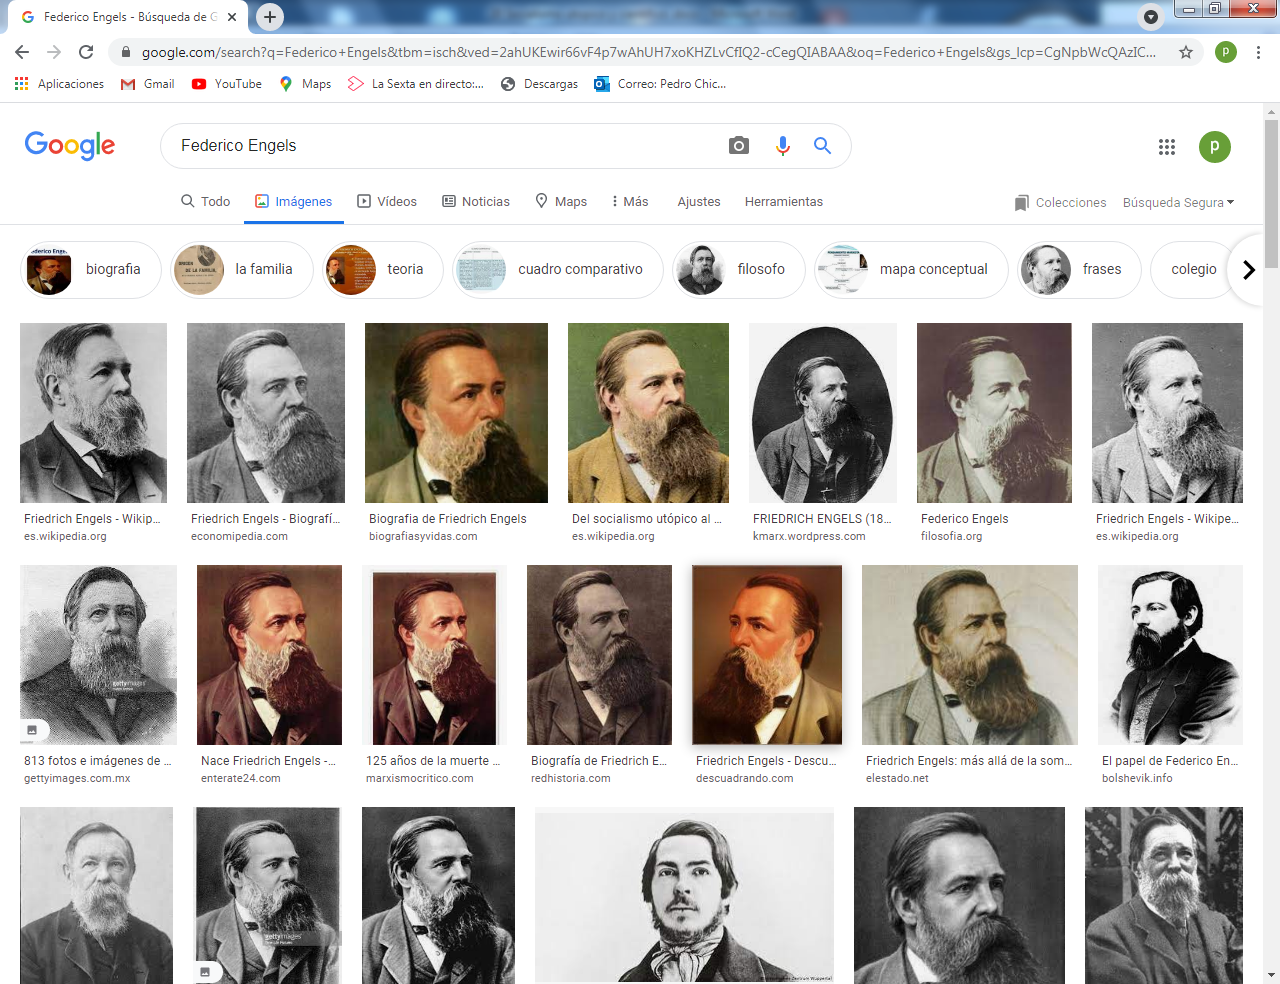 Federico Engels - Búsqueda de G
google.com/search?q=Federico+Engels&tbm=isch&ved=2ahUKEwir66vF4p7wAhUH7xoKHZLvCfIQ2-cCegQIABAA&oq=Federico+Engels&gs_lcp=CgNpbWcQAzIC...
p
Aplicaciones Gmail YouTube Maps La Sexta en directo:... Descargas Correo: Pedro Chic...
Google
Federico Engels
p
Todo Imágenes Vídeos Noticias Maps Más Ajustes Herramientas Colecciones Búsqueda Segura
biografia la familia teoria cuadro comparativo filosofo mapa conceptual frases colegio
Friedrich Engels - Wikip... Friedrich Engels - Biografí... Biografia de Friedrich Engels Del socialismo utópico al ... FRIEDRICH ENGELS (18... Federico Engels Friedrich Engels - Wikipe...
es.wikipedia.org economipedia.com biografiasyvidas.com es.wikipedia.org kmarx.wordpress.com filosofia.org es.wikipedia.org
gettyimages
813 fotos e imágenes de ... Nace Friedrich Engels -... 125 años de la muerte ... Biografía de Friedrich E... Friedrich Engels - Descu... Friedrich Engels: más allá de la som... El papel de Federico En...
gettyimages.com.mx enterate24.com marxismocritico.com redhistoria.com descuadrando.com elestado.net bolshevik.info
gettyimages